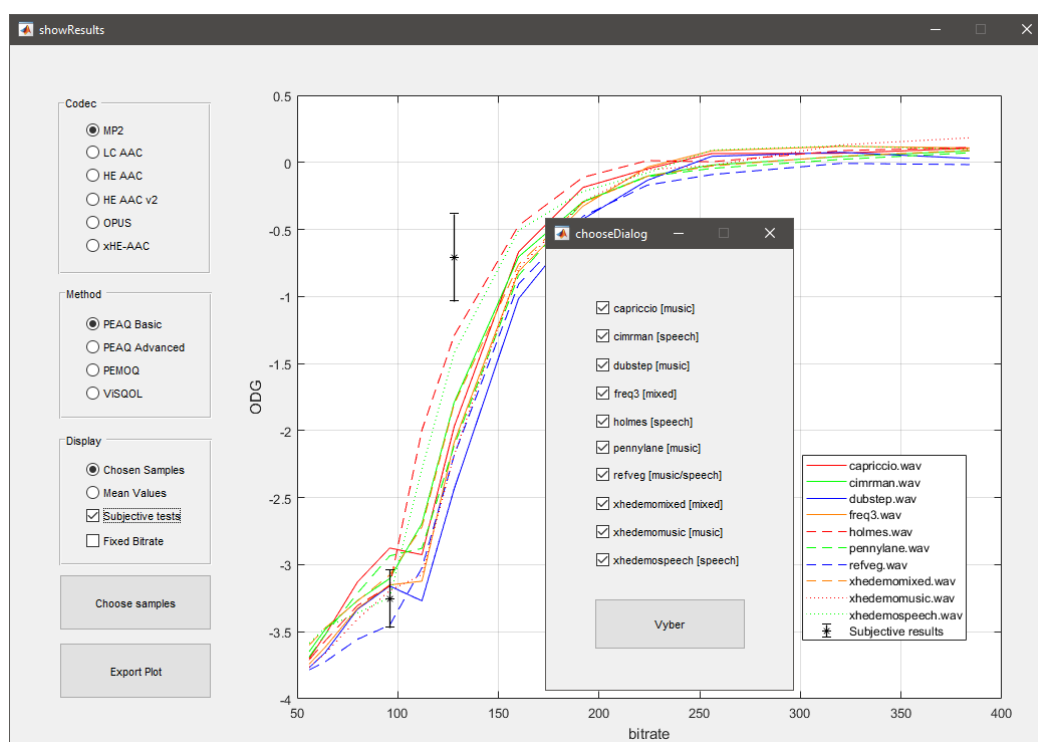 showResults
Codec
MP2
LC AAC
HE AAC
HE AAC v2
OPUS
xHE-AAC
Method
PEAQ Basic
PEAQ Advanced
PEMOQ
ViSQOL
Display
Chosen Samples
Mean Values
Subjective tests
Fixed Bitrate
Choose samples
Export Plot
ODG
0.5
0
-0.5
-1
-1.5
-2
-2.5
-3
-3.5
-4
50
100
150
200
250
300
350
400
bitrate
chooseDialog
capriccio [music]
cimrman [speech]
dubstep [music]
freq3 [mixed]
holmes [speech]
pennylane [music]
refveg [music/speech]
xhedemomixed [mixed]
xhedemomusic [music]
xhedemospeech [speech]
Vyber
capriccio.wav
cimrman.wav
dubstep.wav
freq3.wav
holmes.wav
pennylane.wav
refveg.wav
xhedemomixed.wav
xhedemomusic.wav
xhedemospeech.wav
Subjective results